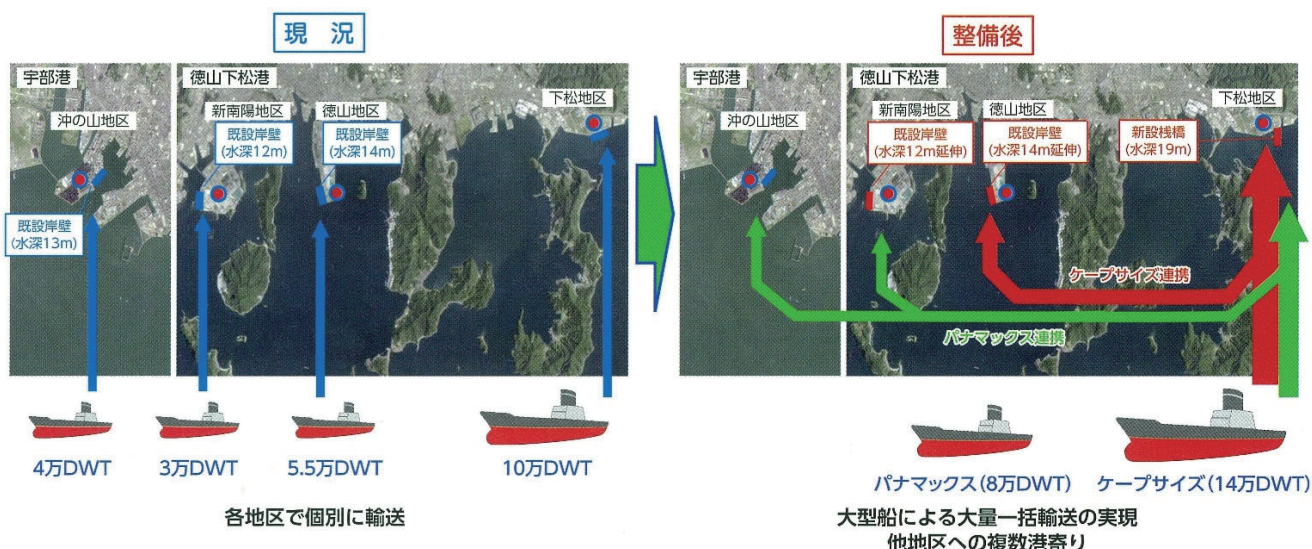 現　況
宇部港
徳山下松港
下松地区
沖の山地区
新南陽地区
徳山地区
既設岸壁
(水深12m)
既設岸壁
(水深14m)
既設岸壁
(水深13m)
4万DWT
3万DWT
5.5万DWT
10万DWT
各地区で個別に輸送
整備後
宇部港
徳山下松港
下松地区
沖の山地区
新南陽地区
徳山地区
既設岸壁
(水深12m延伸)
既設岸壁
(水深14m延伸)
新設桟橋
(水深19m)
ケープサイズ連携
パナマックス連携
パナマックス(8万DWT)
ケープサイズ(14万DWT)
大型船による大量一括輸送の実現
他地区への複数港寄り